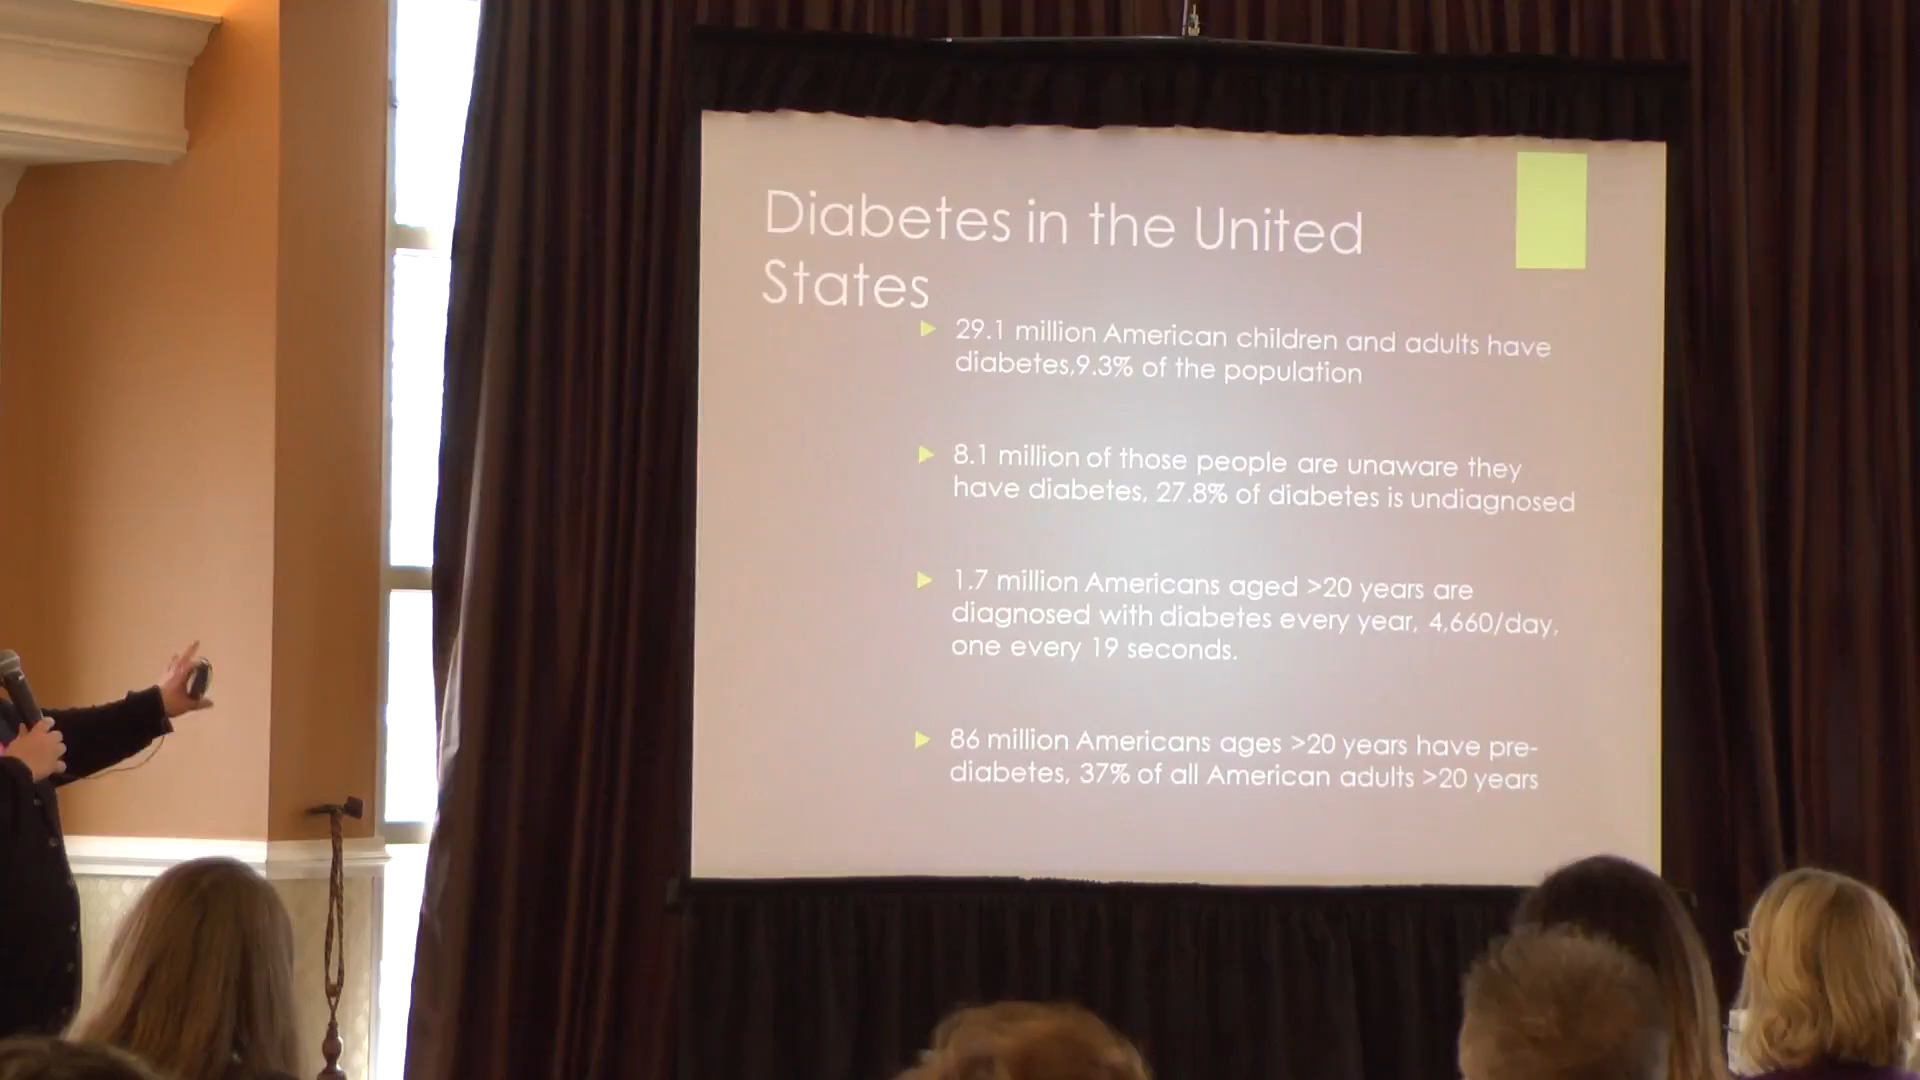 Diabetes in the United
States
29.1 million American children and adults have
diabetes,9.3% of the population
8.1 million of those people are unaware they
have diabetes, 27.8% of diabetes is undiagnosed
1.7 million Americans aged >20 years are
diagnosed with diabetes every year, 4,660/day,
one every 19 seconds.
86 million Americans ages >20 years have pre-
diabetes, 37% of all American adults >20 years